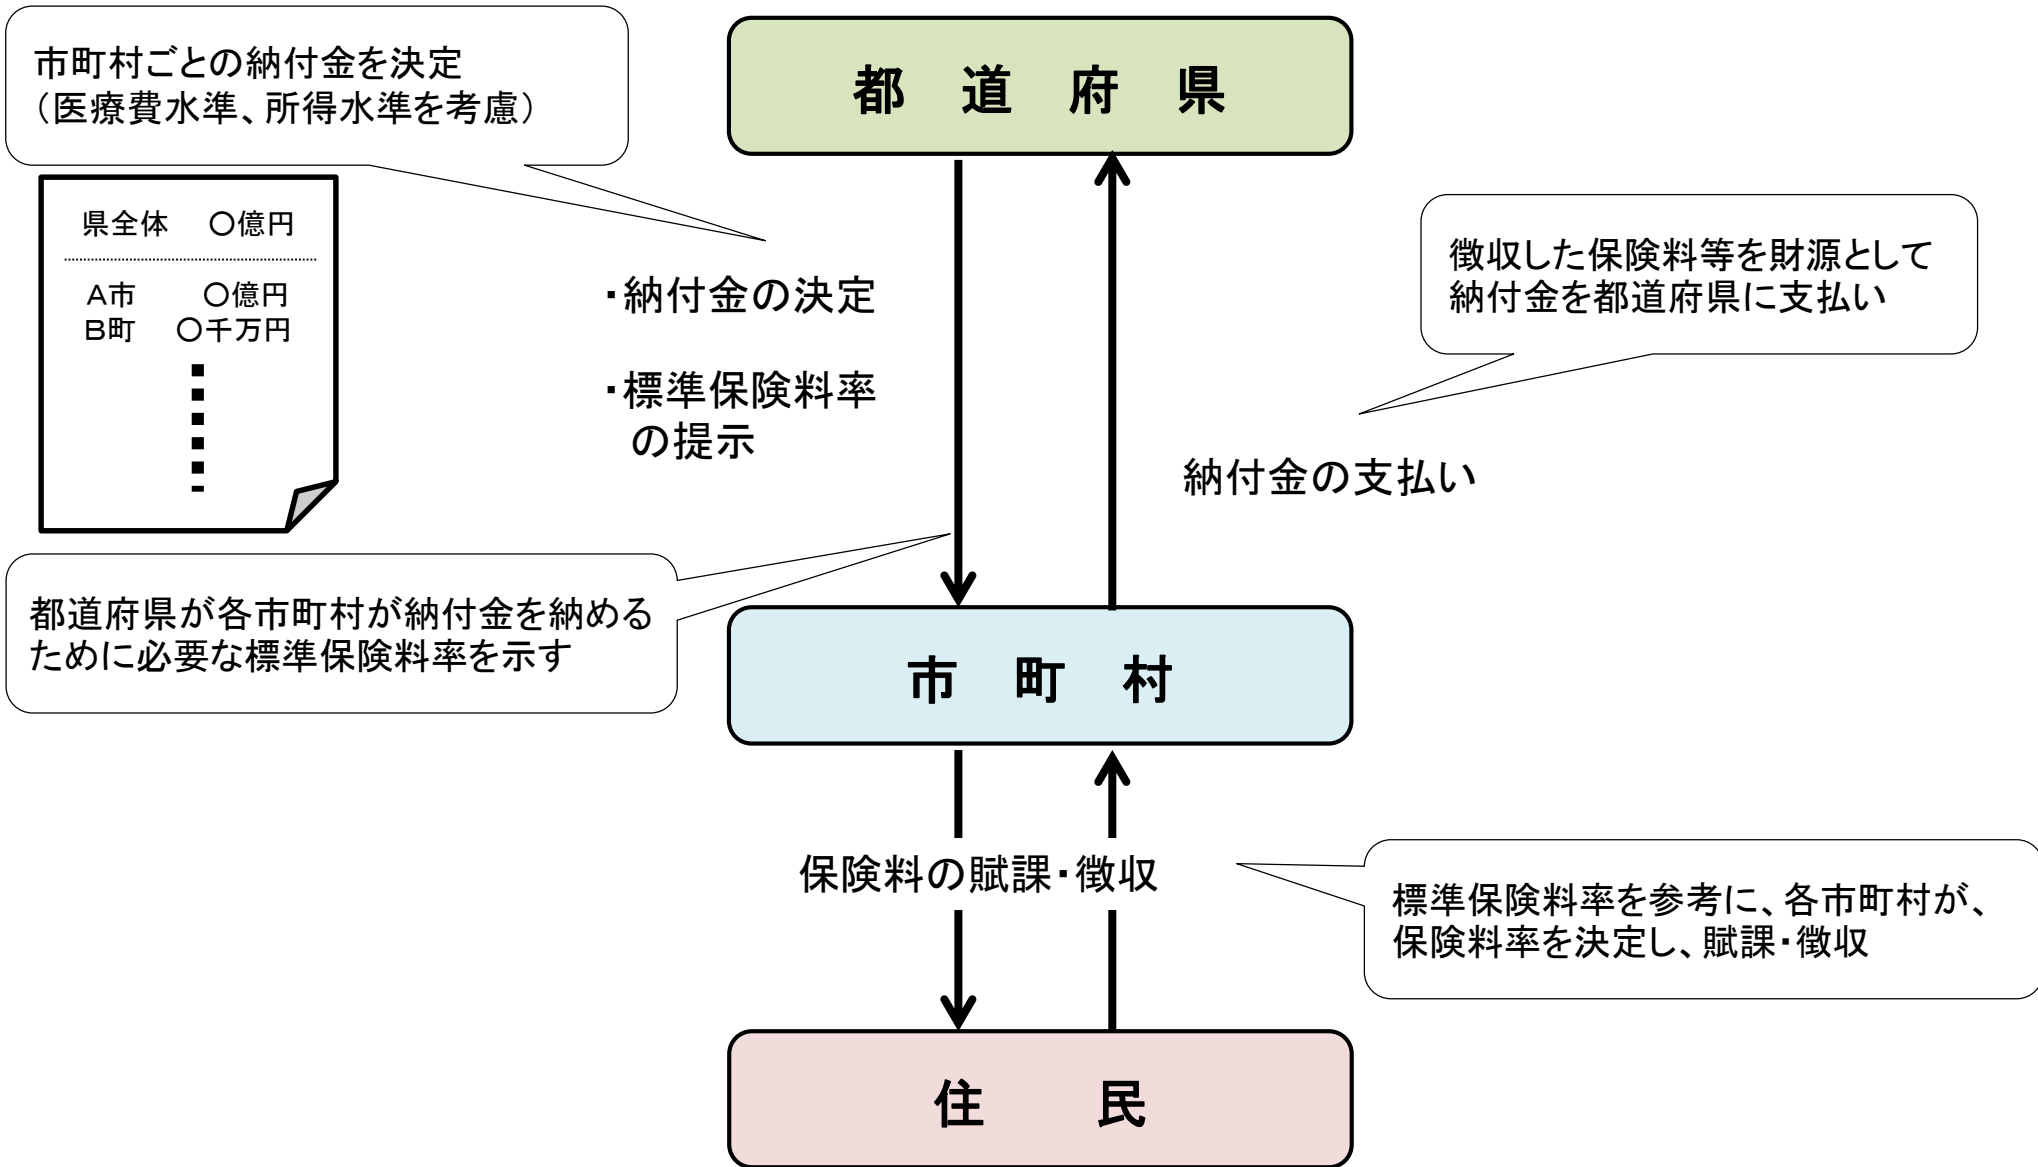 市町村ごとの納付金を決定
（医療費水準、所得水準を考慮）
都　道　府　県
県全体　〇億円
A市　〇億円
B町　〇千万円
・納付金の決定
・標準保険料率
の提示
徴収した保険料等を財源として
納付金を都道府県に支払い
納付金の支払い
都道府県が各市町村が納付金を納める
ために必要な標準保険料率を示す
市　町　村
保険料の賦課・徴収
標準保険料率を参考に、各市町村が、
保険料率を決定し、賦課・徴収
住　民